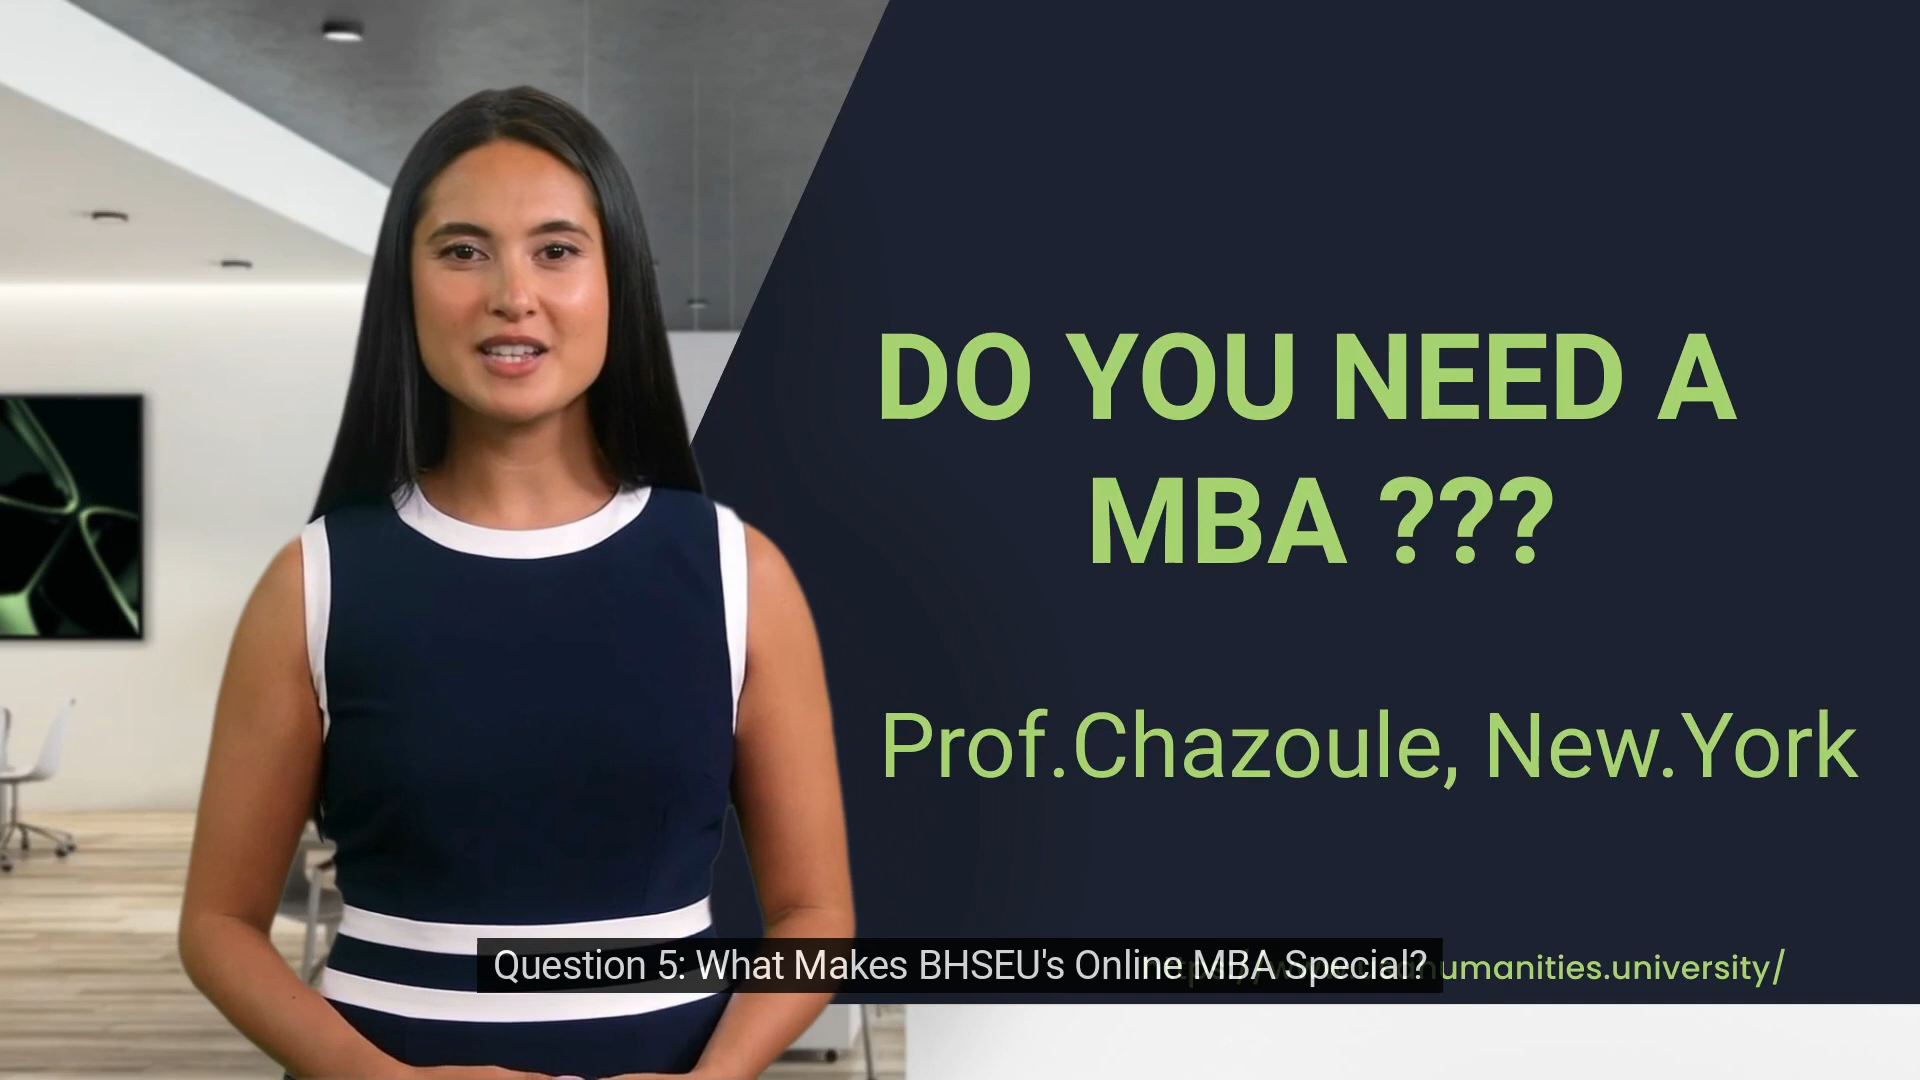 DO YOU NEED A
MBA ???
Prof.Chazoule, New.York
Question 5: What Makes BHSEU's Online MBA Special?
umanities.university/